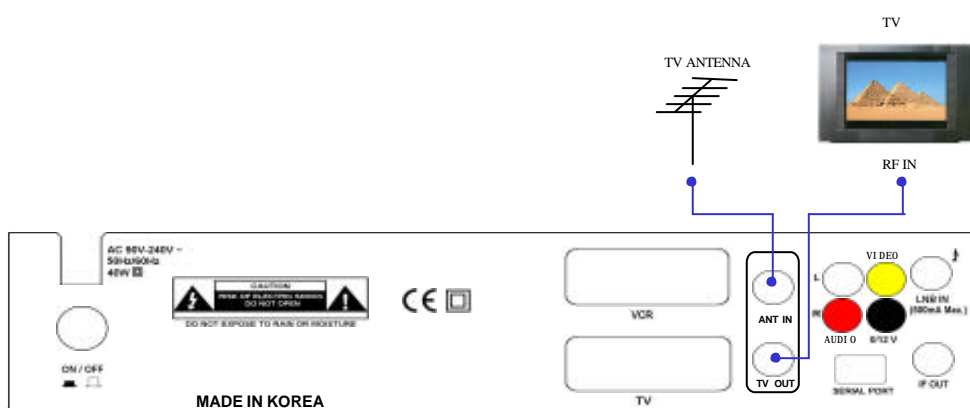 TV
TV ANTENNA
RF IN
AC 90V-240V ~
50Hz/60Hz
40W
CAUTION
RISK OF ELECTRIC SHOCK
DO NOT OPEN
DO NOT EXPOSE TO RAIN OR MOISTURE
CE
ON / OFF
MADE IN KOREA
VCR
TV
ANT IN
TV OUT
VIDEO
L
R
AUDIO
0/12 V
LNB IN
(500mA Max.)
SERIAL PORT
IF OUT